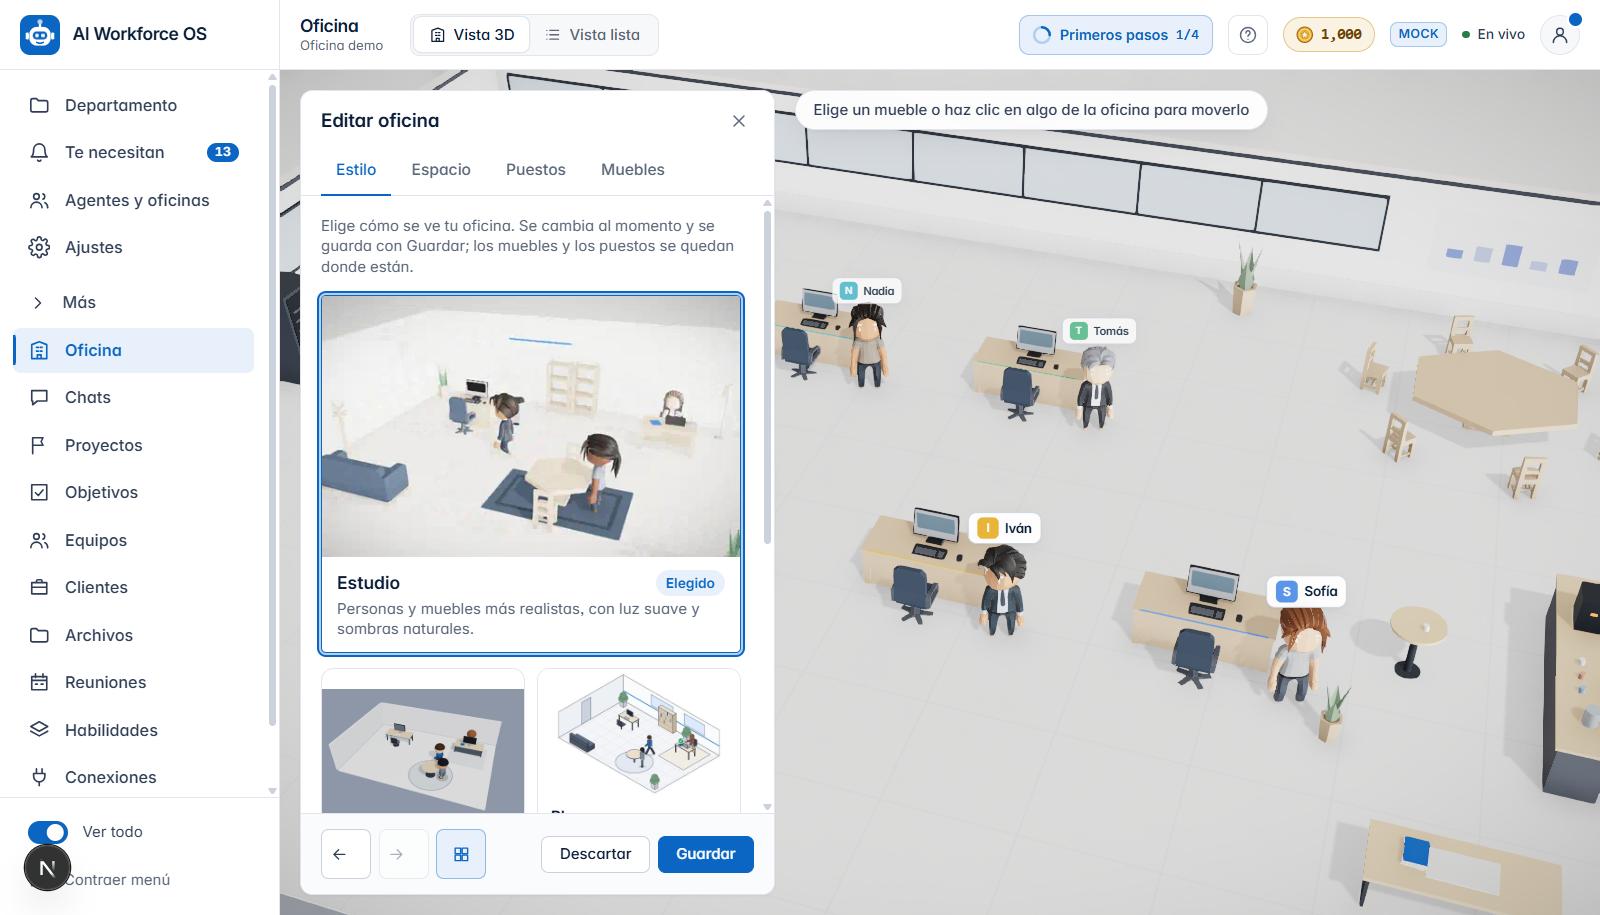 AI Workforce OS
Oficina
Oficina demo
Vista 3D
Vista lista
Primeros pasos 1/4
1,000
MOCK
En vivo
Departamento
Te necesitan 13
Agentes y oficinas
Ajustes
Más
Oficina
Chats
Proyectos
Objetivos
Equipos
Clientes
Archivos
Reuniones
Habilidades
Conexiones
Ver todo
N
Contraer menú
Editar oficina
Estilo
Espacio
Puestos
Muebles
Elige cómo se ve tu oficina. Se cambia al momento y se
guarda con Guardar; los muebles y los puestos se quedan
donde están.
Estudio
Elegido
Personas y muebles más realistas, con luz suave y
sombras naturales.
Descartar
Guardar
Elige un mueble o haz clic en algo de la oficina para moverlo
N Nadia
T Tomás
I Iván
S Sofía